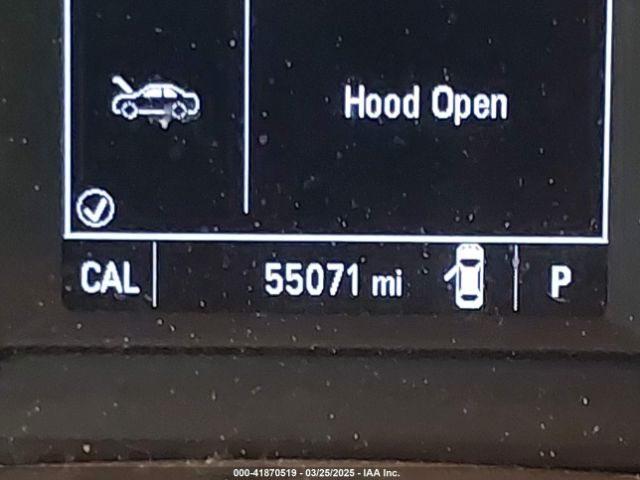 Hood Open
CAL 55071 mi P
000-41870519 - 03/25/2025 - IAA Inc.